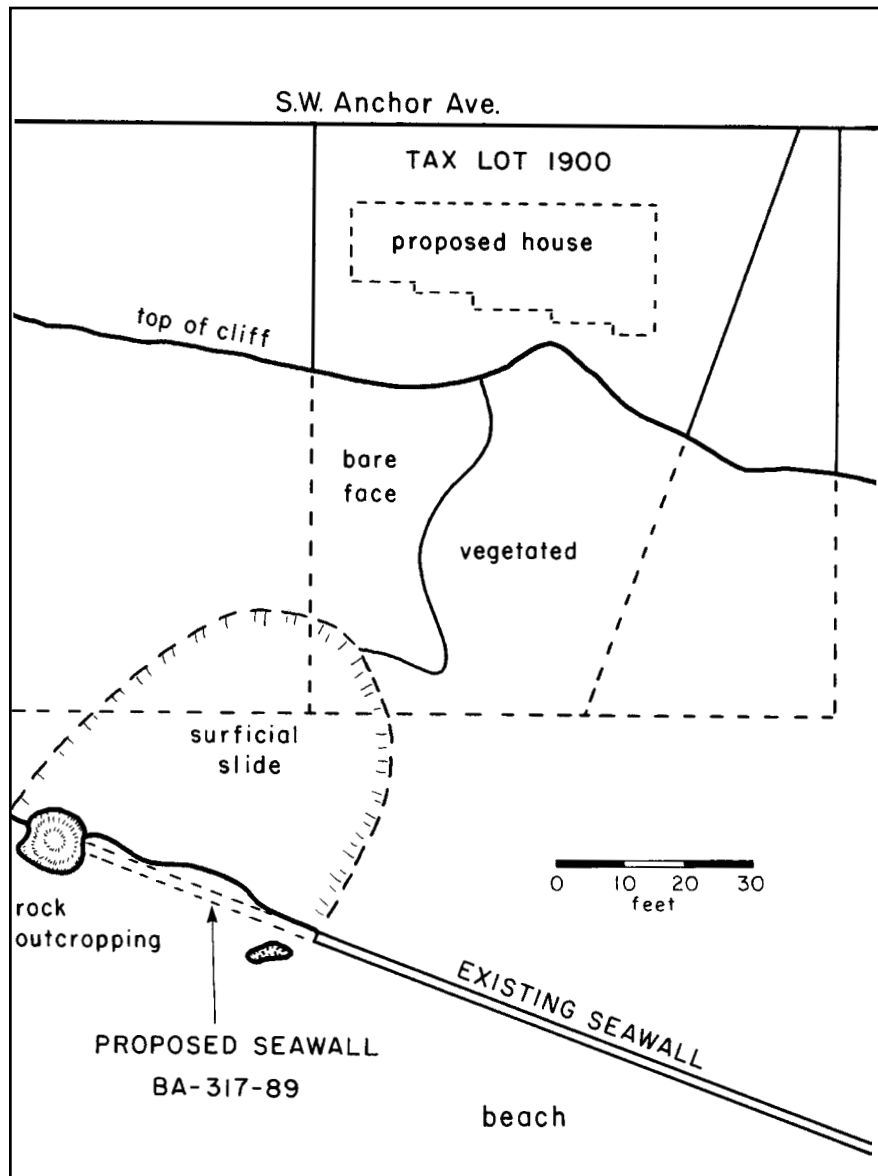 S.W. Anchor Ave.
TAX LOT 1900
proposed house
top of cliff
bare
face
vegetated
surficial
slide
0 10 20 30
feet
rock
outcropping
EXISTING SEAWALL
PROPOSED SEAWALL
BA-317-89
beach